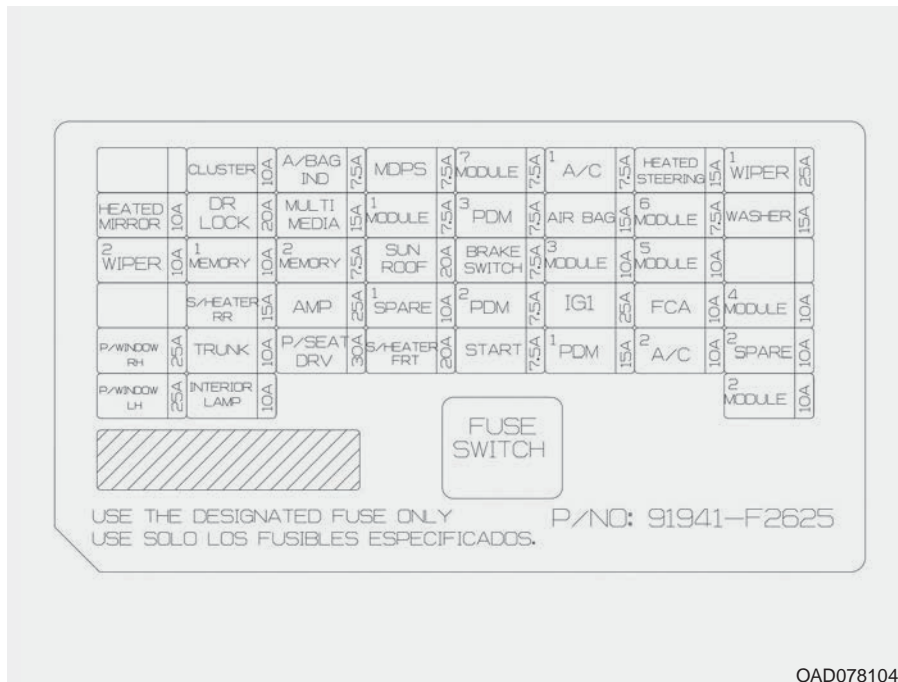 CLUSTER 10A A/BAG IND 7.5A MDPS 7.5A 7 MODULE 7.5A 1 A/C 7.5A HEATED STEERING 15A 1 WIPER 25A
HEATED MIRROR 10A DR LOCK 20A MULTI MEDIA 15A 1 MODULE 7.5A 3 PDM 7.5A AIR BAG 15A 6 MODULE 7.5A WASHER 15A
2 WIPER 10A 1 MEMORY 10A 2 MEMORY 7.5A SUN ROOF 20A BRAKE SWITCH 7.5A 3 MODULE 10A 5 MODULE 10A
S/HEATER RR 15A AMP 25A 1 SPARE 10A 2 PDM 7.5A IG1 25A FCA 10A 4 MODULE 10A
P/WINDOW RH 25A TRUNK 10A P/SEAT DRV 30A S/HEATER FRT 20A START 7.5A 1 PDM 15A 2 A/C 10A 2 SPARE 10A
P/WINDOW LH 25A INTERIOR LAMP 10A 2 MODULE 10A
FUSE
SWITCH
USE THE DESIGNATED FUSE ONLY P/NO: 91941-F2625
USE SOLO LOS FUSIBLES ESPECIFICADOS.
OAD078104